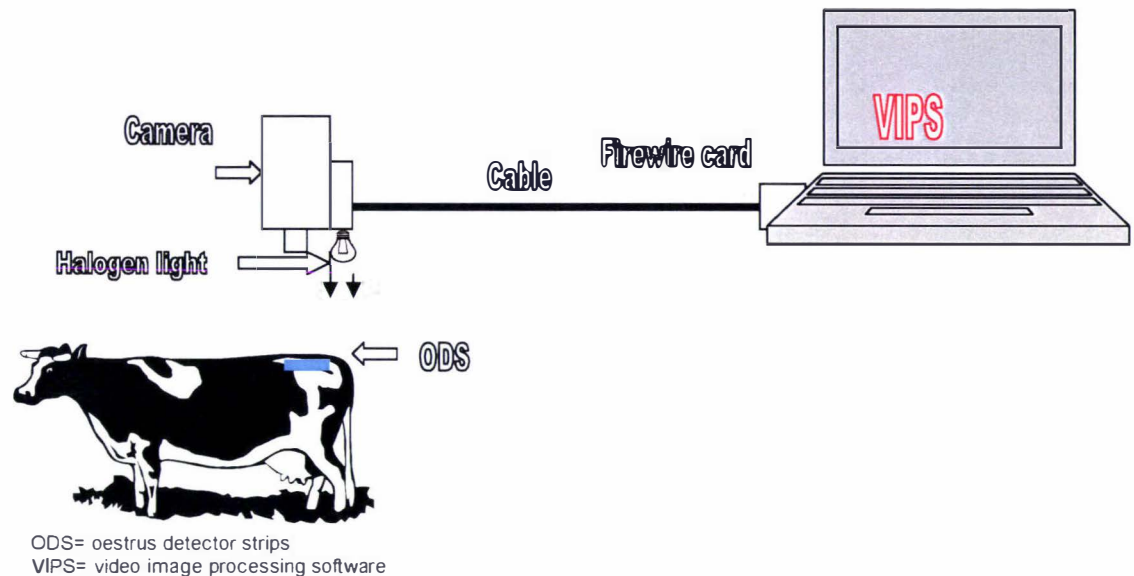 VIPS
Camera
Firewire card
Cable
Halogen light
ODS
ODS= oestrus detector strips
VIPS= video image processing software